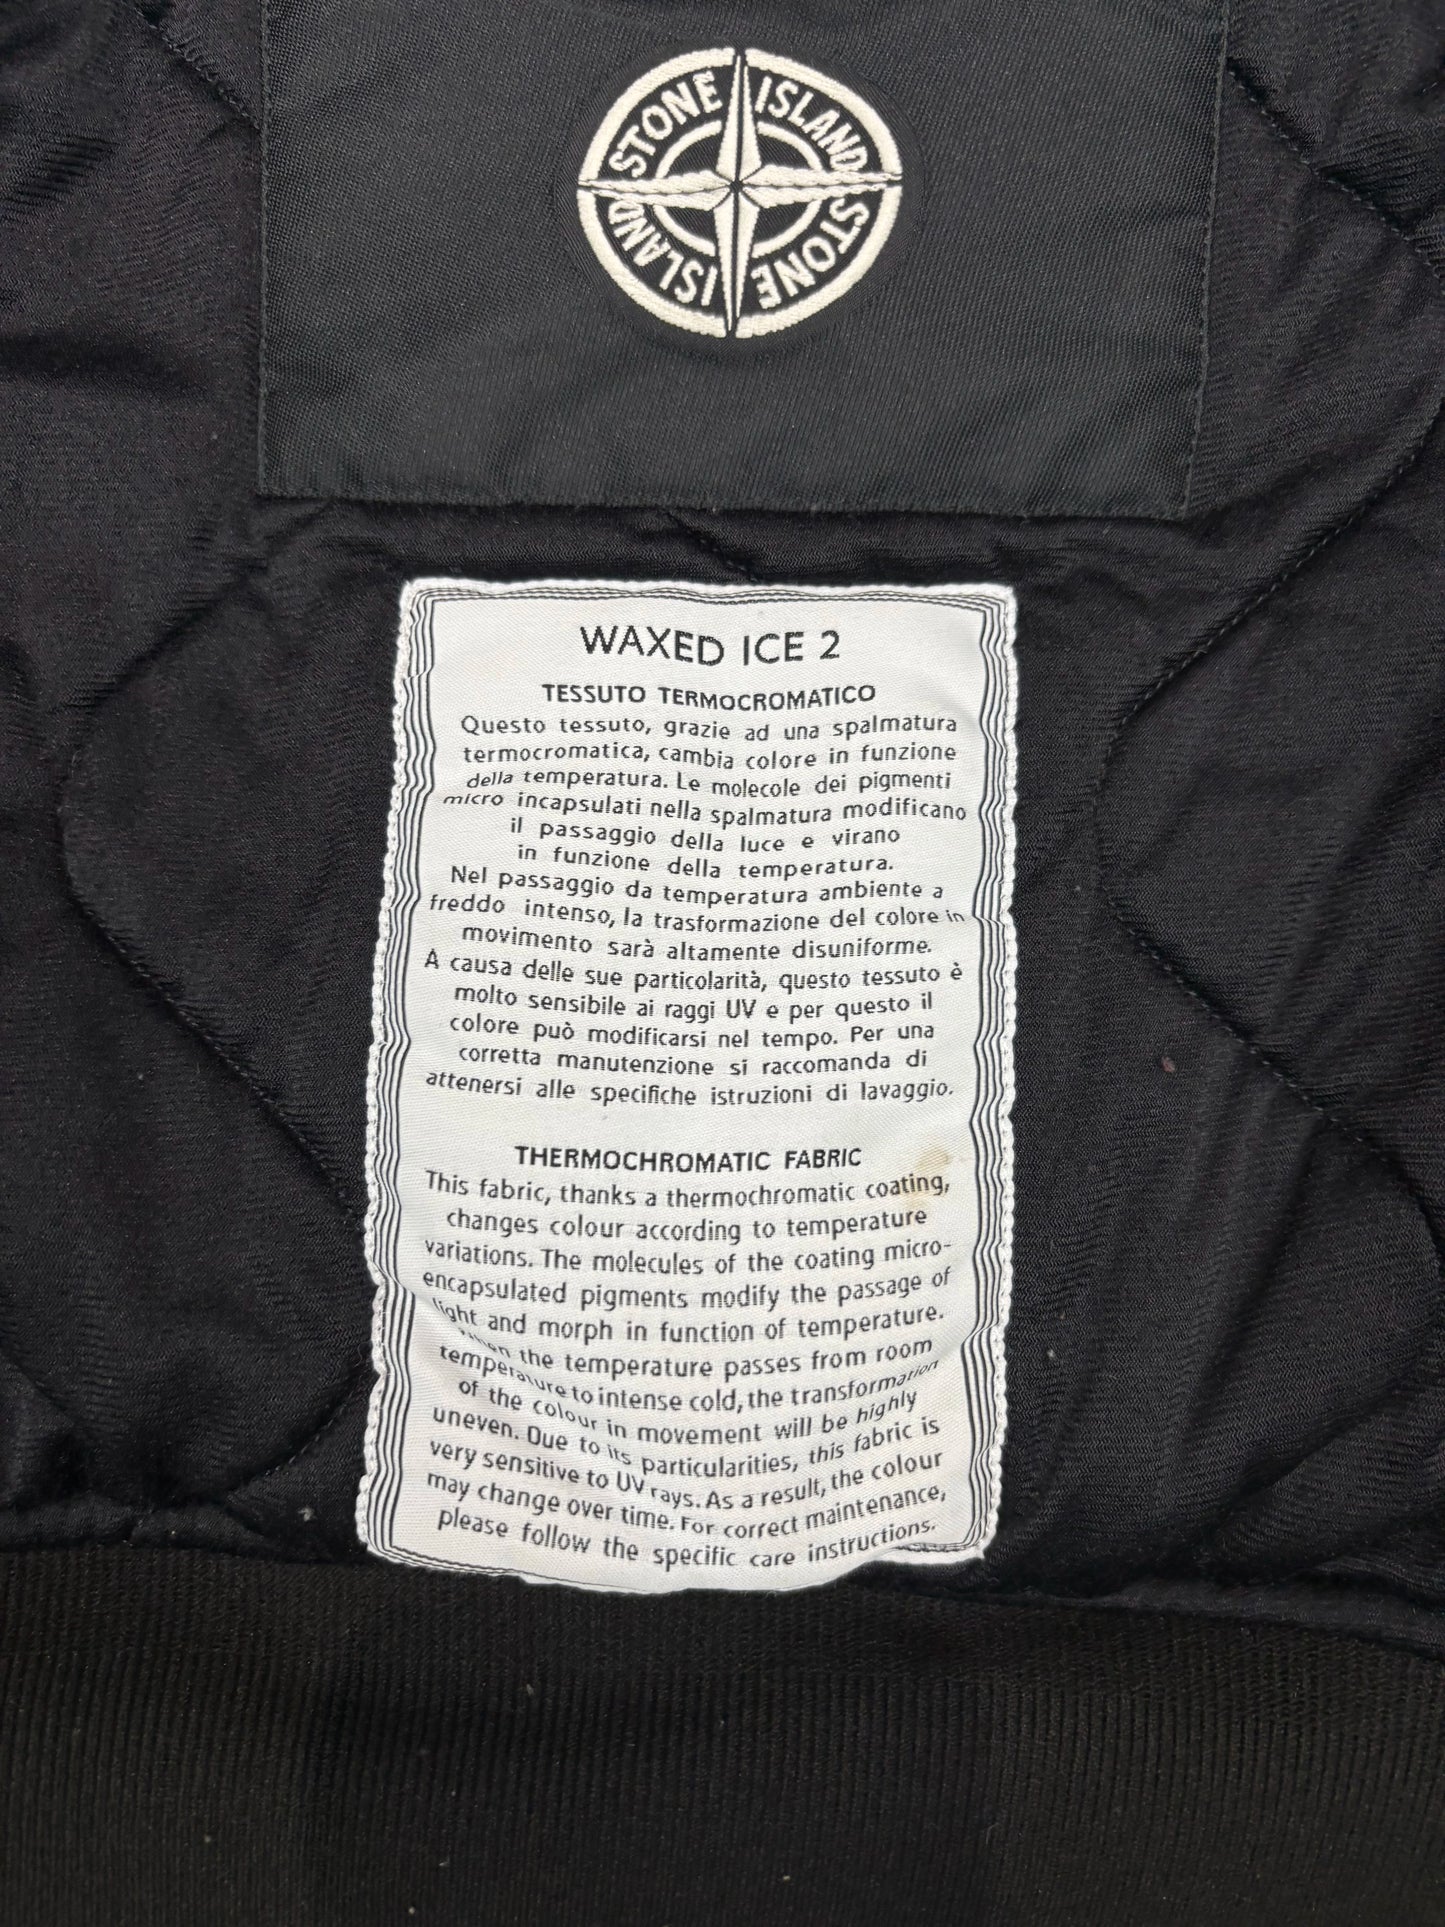 STONE ISLAND
STONE ISLAND
WAXED ICE 2
TESSUTO TERMOCROMATICO
Questo tessuto, grazie ad una spalmatura
termocromatica, cambia colore in funzione
della temperatura. Le molecole dei pigmenti
micro incapsulati nella spalmatura modificano
il passaggio della luce e virano
in funzione della temperatura.
Nel passaggio da temperatura ambiente a
freddo intenso, la trasformazione del colore in
movimento sarà altamente disuniforme.
A causa delle sue particolarità, questo tessuto è
molto sensibile ai raggi UV e per questo il
colore può modificarsi nel tempo. Per una
corretta manutenzione si raccomanda di
attenersi alle specifiche istruzioni di lavaggio.
THERMOCHROMATIC FABRIC
This fabric, thanks a thermochromatic coating,
changes colour according to temperature
variations. The molecules of the coating micro-
encapsulated pigments modify the passage of
light and morph in function of temperature.
When the temperature passes from room
temperature to intense cold, the transformation
of the colour in movement will be highly
uneven. Due to its particularities, this fabric is
very sensitive to UV rays. As a result, the colour
may change over time. For correct maintenance,
please follow the specific care instructions.